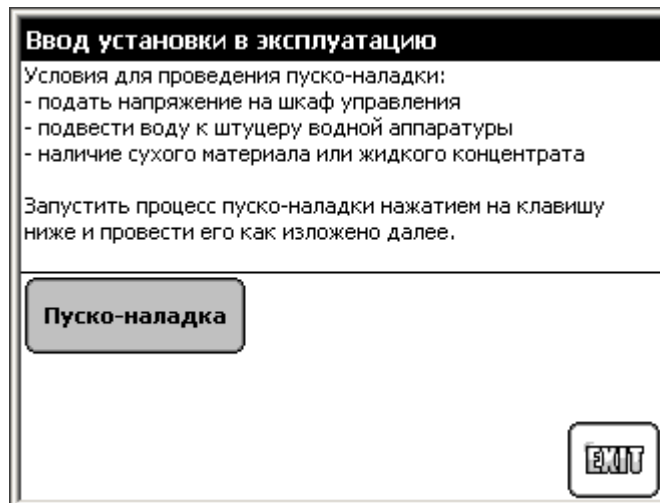 Ввод установки в эксплуатацию
Условия для проведения пуско-наладки:
- подать напряжение на шкаф управления
- подвести воду к штуцеру водной аппаратуры
- наличие сухого материала или жидкого концентрата
Запустить процесс пуско-наладки нажатием на клавишу
ниже и провести его как изложено далее.
Пуско-наладка
EXIT